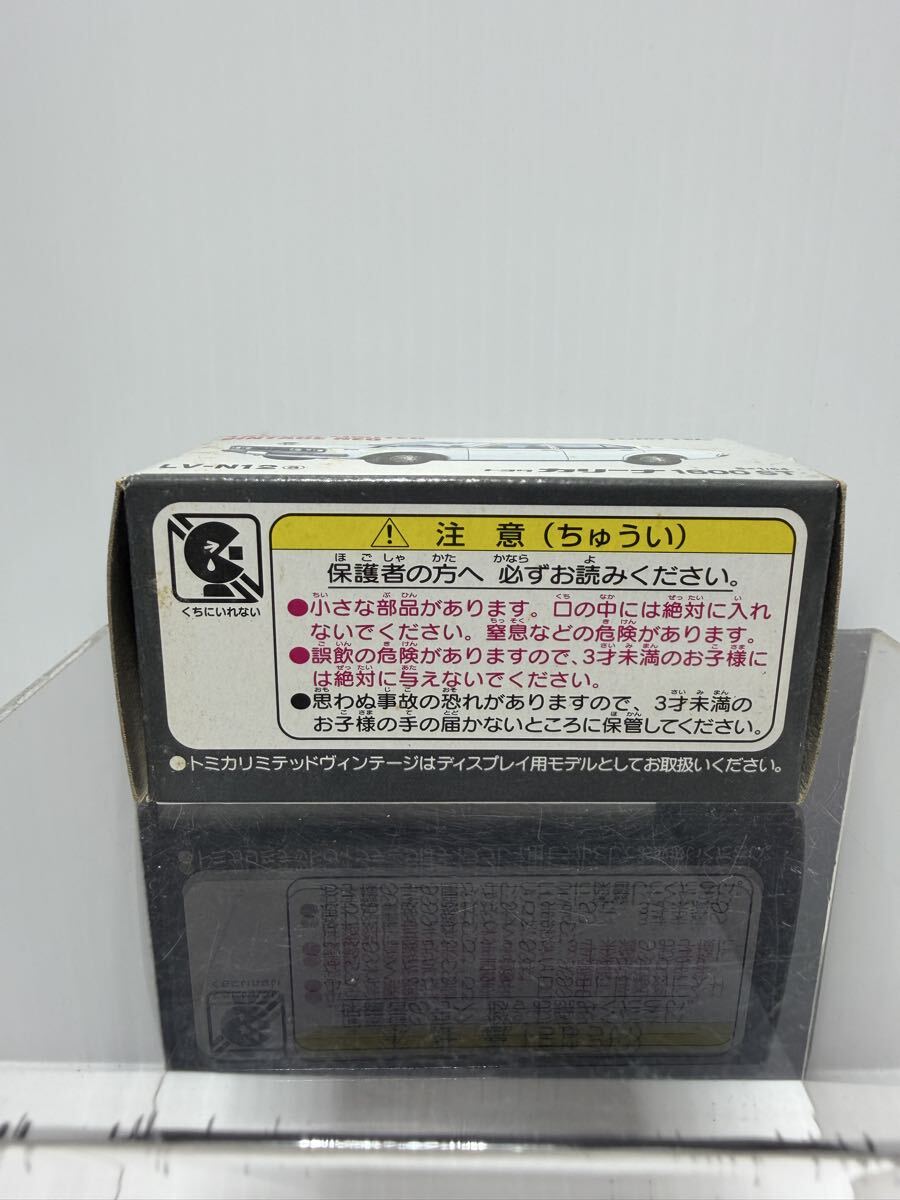 LV-N12ⓐ
トヨタ カリーナ 1600
くちにいれない
⚠ 注 意 (ちゅうい)
保護者の方へ 必ずお読みください。
●小さな部品があります。口の中には絶対に入れ
ないでください。窒息などの危険があります。
●誤飲の危険がありますので、3才未満のお子様に
は絶対に与えないでください。
●思わぬ事故の恐れがありますので、3才未満の
お子様の手の届かないところに保管してください。
●トミカリミテッドヴィンテージはディスプレイ用モデルとしてお取扱いください。